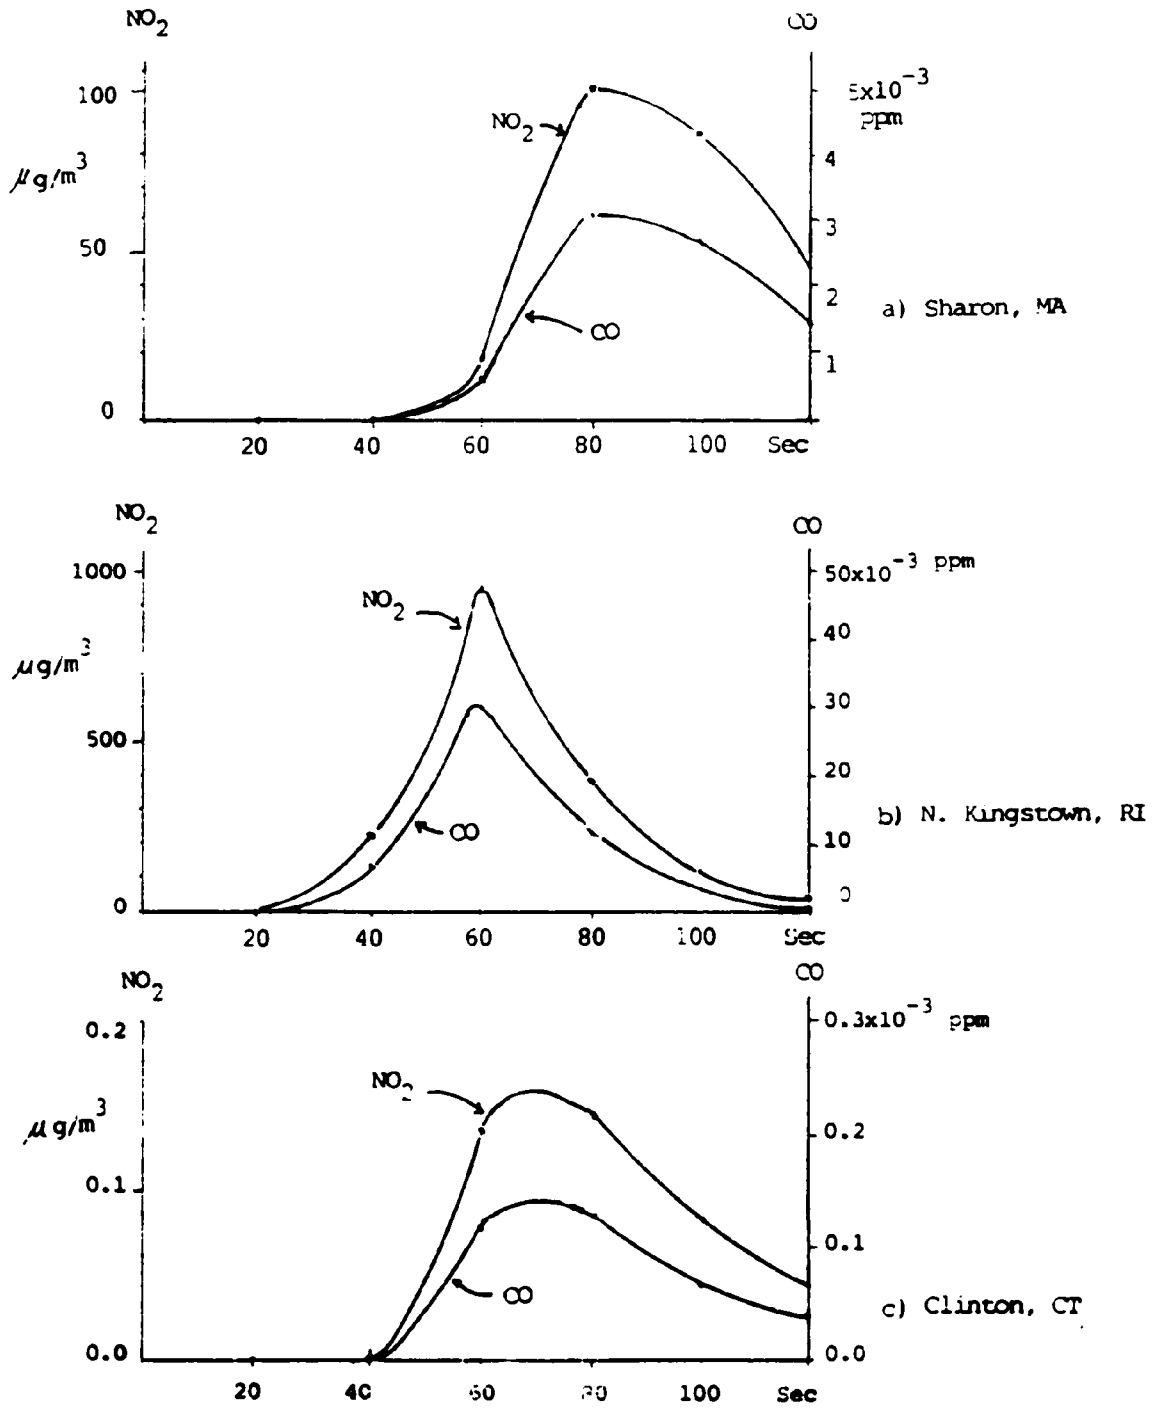 NO2 CO
100 5x10-3
ppm
NO2
4
μg/m3
3
50
2
a) Sharon, MA
CO
1
0
20 40 60 80 100 Sec
NO2 CO
1000 50x10-3 ppm
NO2
40
μg/m3
30
500
20
b) N. Kingstown, RI
CO
10
0 0
20 40 60 80 100 Sec
NO2 CO
0.2 0.3x10-3 ppm
NO2
μg/m3
0.2
0.1
0.1
CO
c) Clinton, CT
0.0 0.0
20 40 60 80 100 Sec